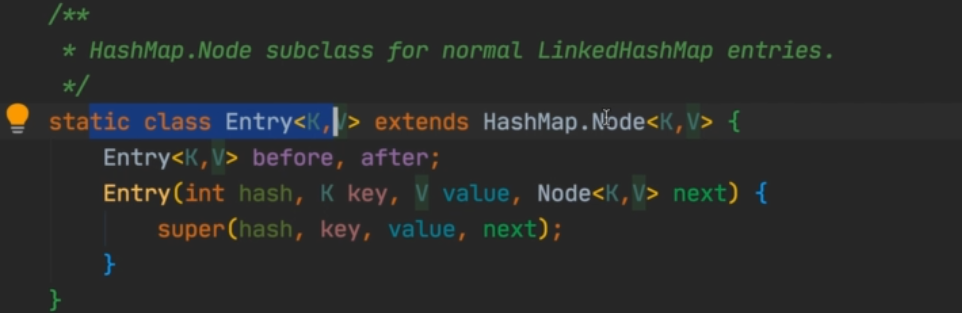 /**
* HashMap.Node subclass for normal LinkedHashMap entries.
*/
static class Entry<K,V> extends HashMap.Node<K,V> {
Entry<K,V> before, after;
Entry(int hash, K key, V value, Node<K,V> next) {
super(hash, key, value, next);
}
}